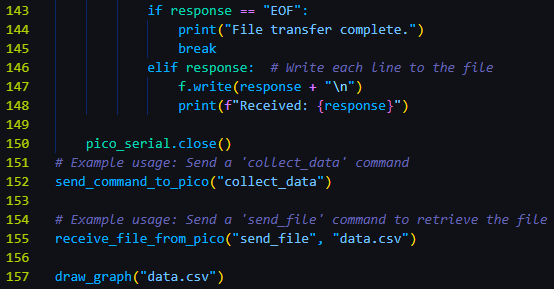 143 if response == "EOF":
144 print("File transfer complete.")
145 break
146 elif response:  # Write each line to the file
147 f.write(response + "\n")
148 print(f"Received: {response}")
149
150 pico_serial.close()
151 # Example usage: Send a 'collect_data' command
152 send_command_to_pico("collect_data")
153
154 # Example usage: Send a 'send_file' command to retrieve the file
155 receive_file_from_pico("send_file", "data.csv")
156
157 draw_graph("data.csv")